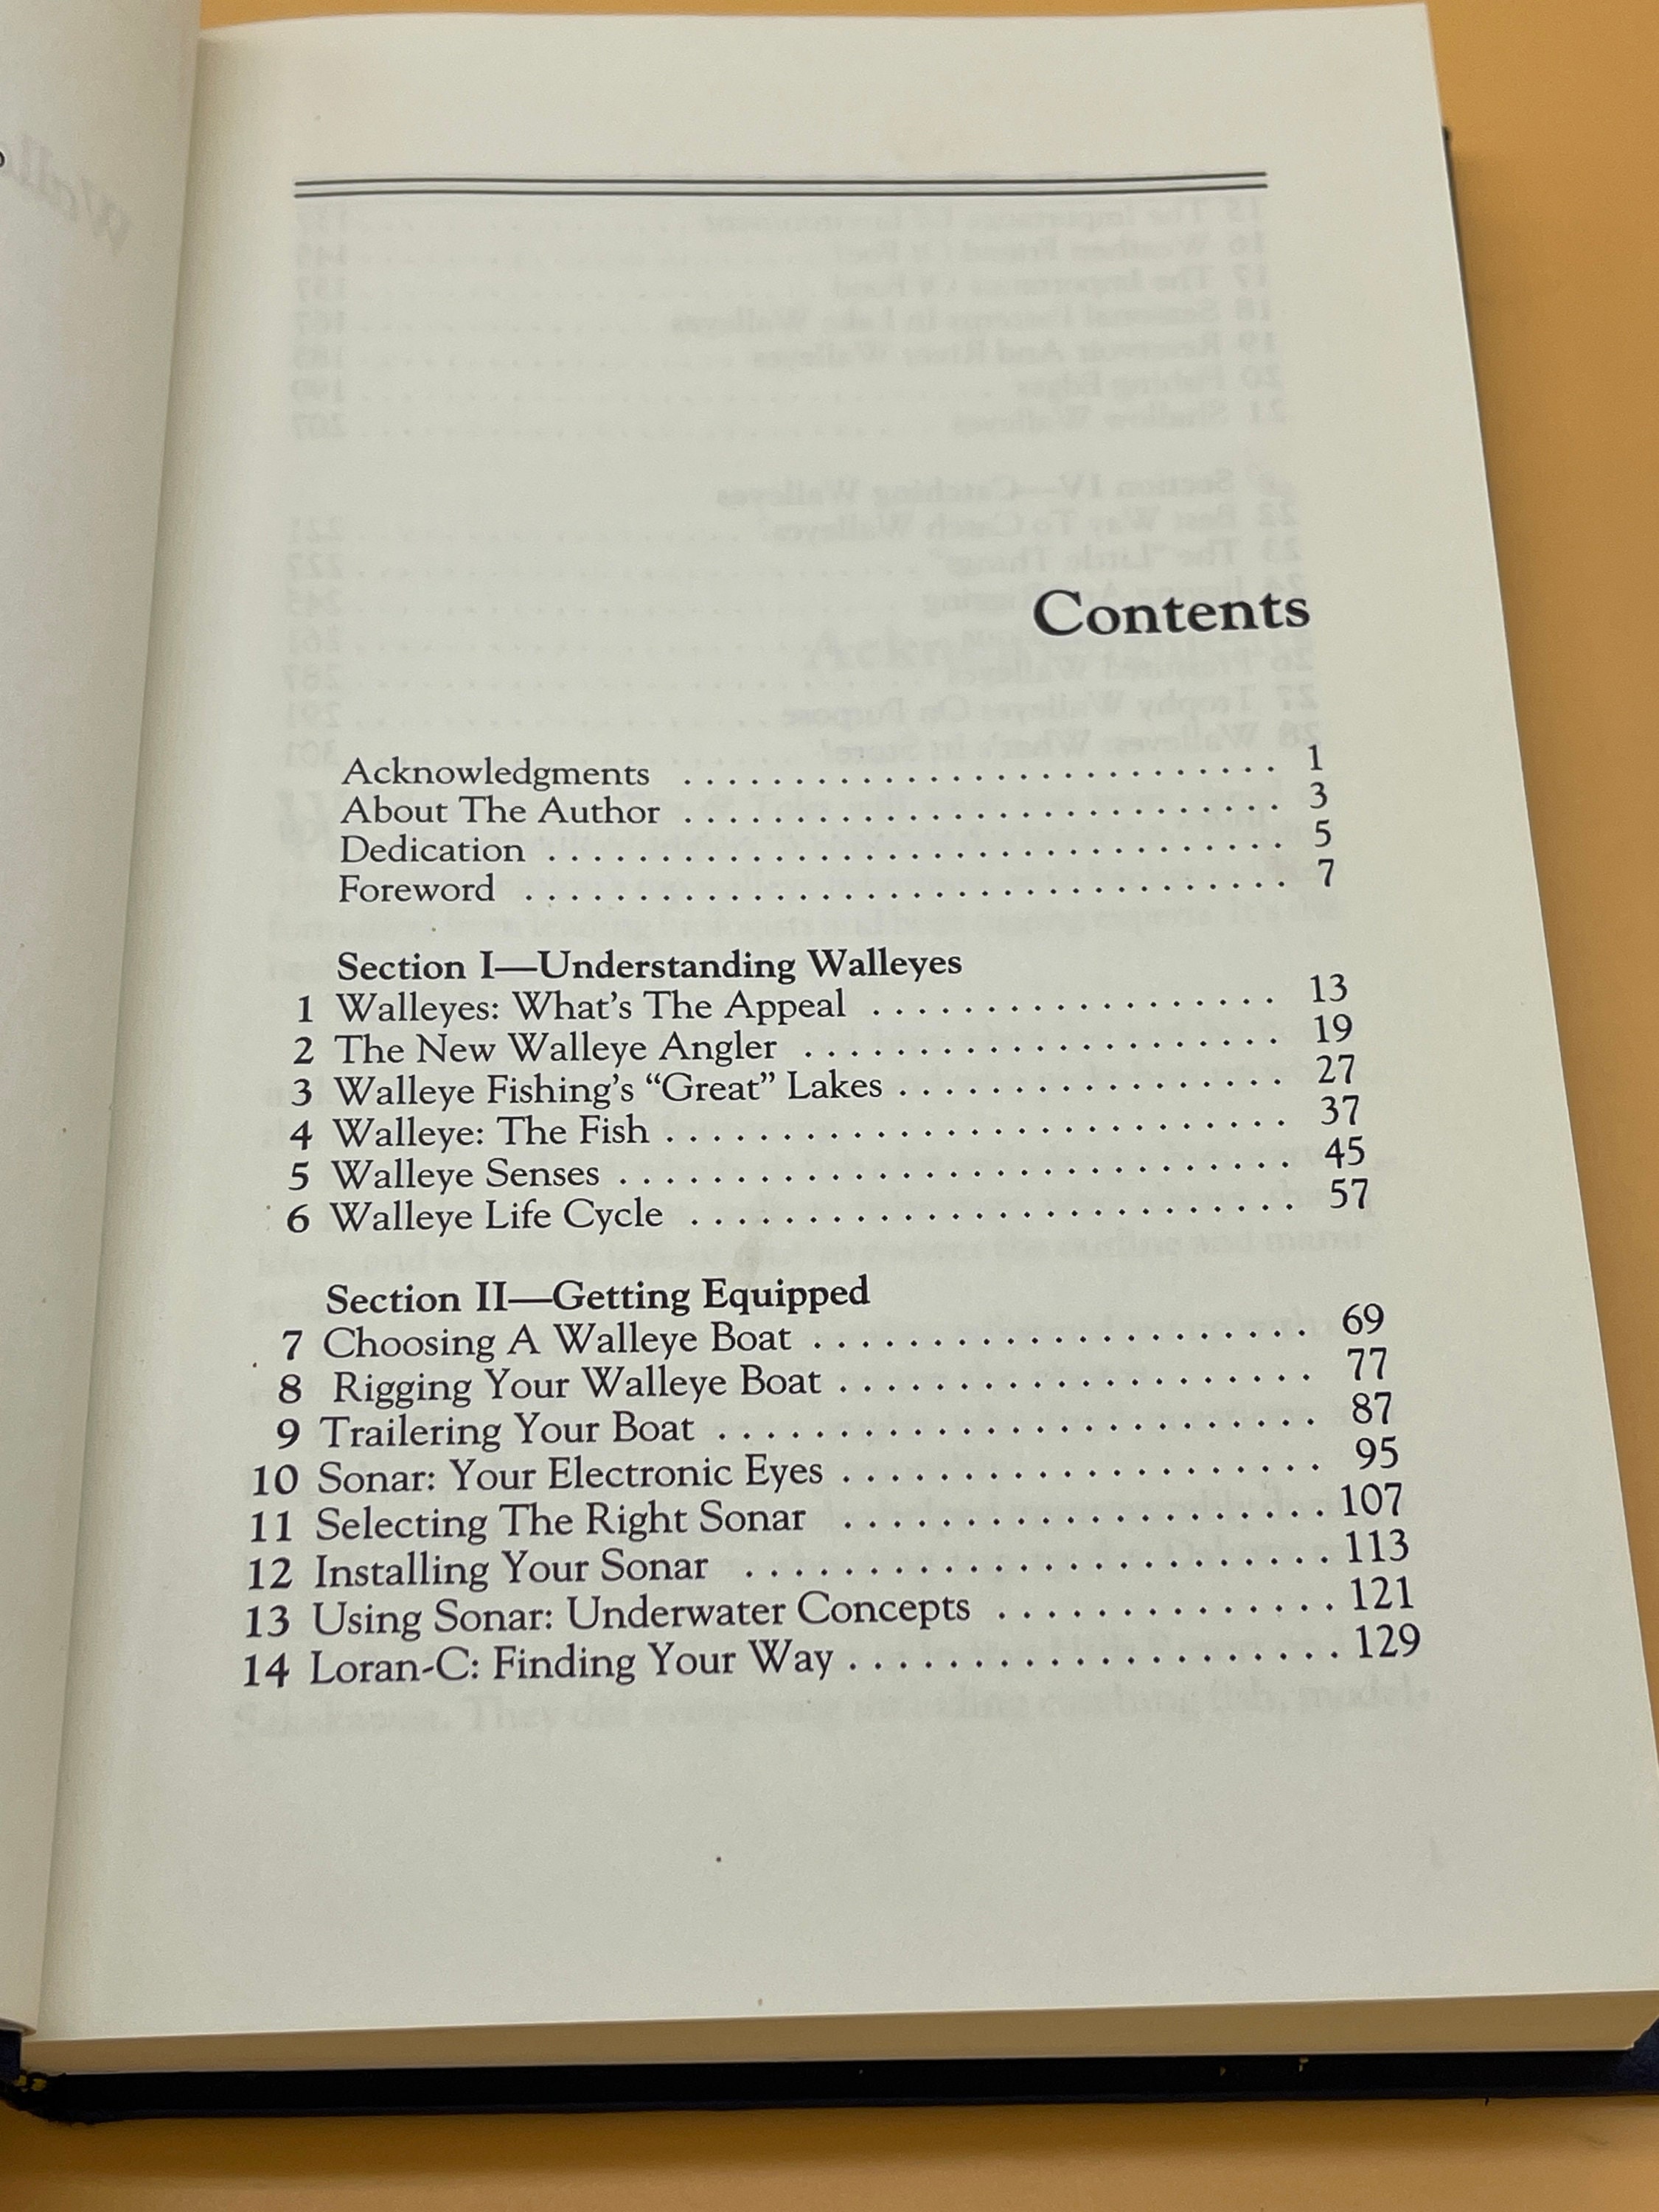 Contents
Acknowledgments . . . . . . . . . . . . . . . . . . . . . . . . . . 1
About The Author . . . . . . . . . . . . . . . . . . . . . . . . . . 3
Dedication . . . . . . . . . . . . . . . . . . . . . . . . . . . . . . . . 5
Foreword . . . . . . . . . . . . . . . . . . . . . . . . . . . . . . . . . 7
Section I—Understanding Walleyes
1 Walleyes: What's The Appeal . . . . . . . . . . . . . . . . . . 13
2 The New Walleye Angler . . . . . . . . . . . . . . . . . . . . . 19
3 Walleye Fishing's “Great” Lakes . . . . . . . . . . . . . . . . . 27
4 Walleye: The Fish . . . . . . . . . . . . . . . . . . . . . . . . . . . 37
5 Walleye Senses . . . . . . . . . . . . . . . . . . . . . . . . . . . . . 45
6 Walleye Life Cycle . . . . . . . . . . . . . . . . . . . . . . . . . . 57
Section II—Getting Equipped
7 Choosing A Walleye Boat . . . . . . . . . . . . . . . . . . . . . 69
8 Rigging Your Walleye Boat . . . . . . . . . . . . . . . . . . . . 77
9 Trailering Your Boat . . . . . . . . . . . . . . . . . . . . . . . . 87
10 Sonar: Your Electronic Eyes . . . . . . . . . . . . . . . . . . . . 95
11 Selecting The Right Sonar . . . . . . . . . . . . . . . . . . . . 107
12 Installing Your Sonar . . . . . . . . . . . . . . . . . . . . . . . . 113
13 Using Sonar: Underwater Concepts . . . . . . . . . . . . . . 121
14 Loran-C: Finding Your Way . . . . . . . . . . . . . . . . . . . . 129